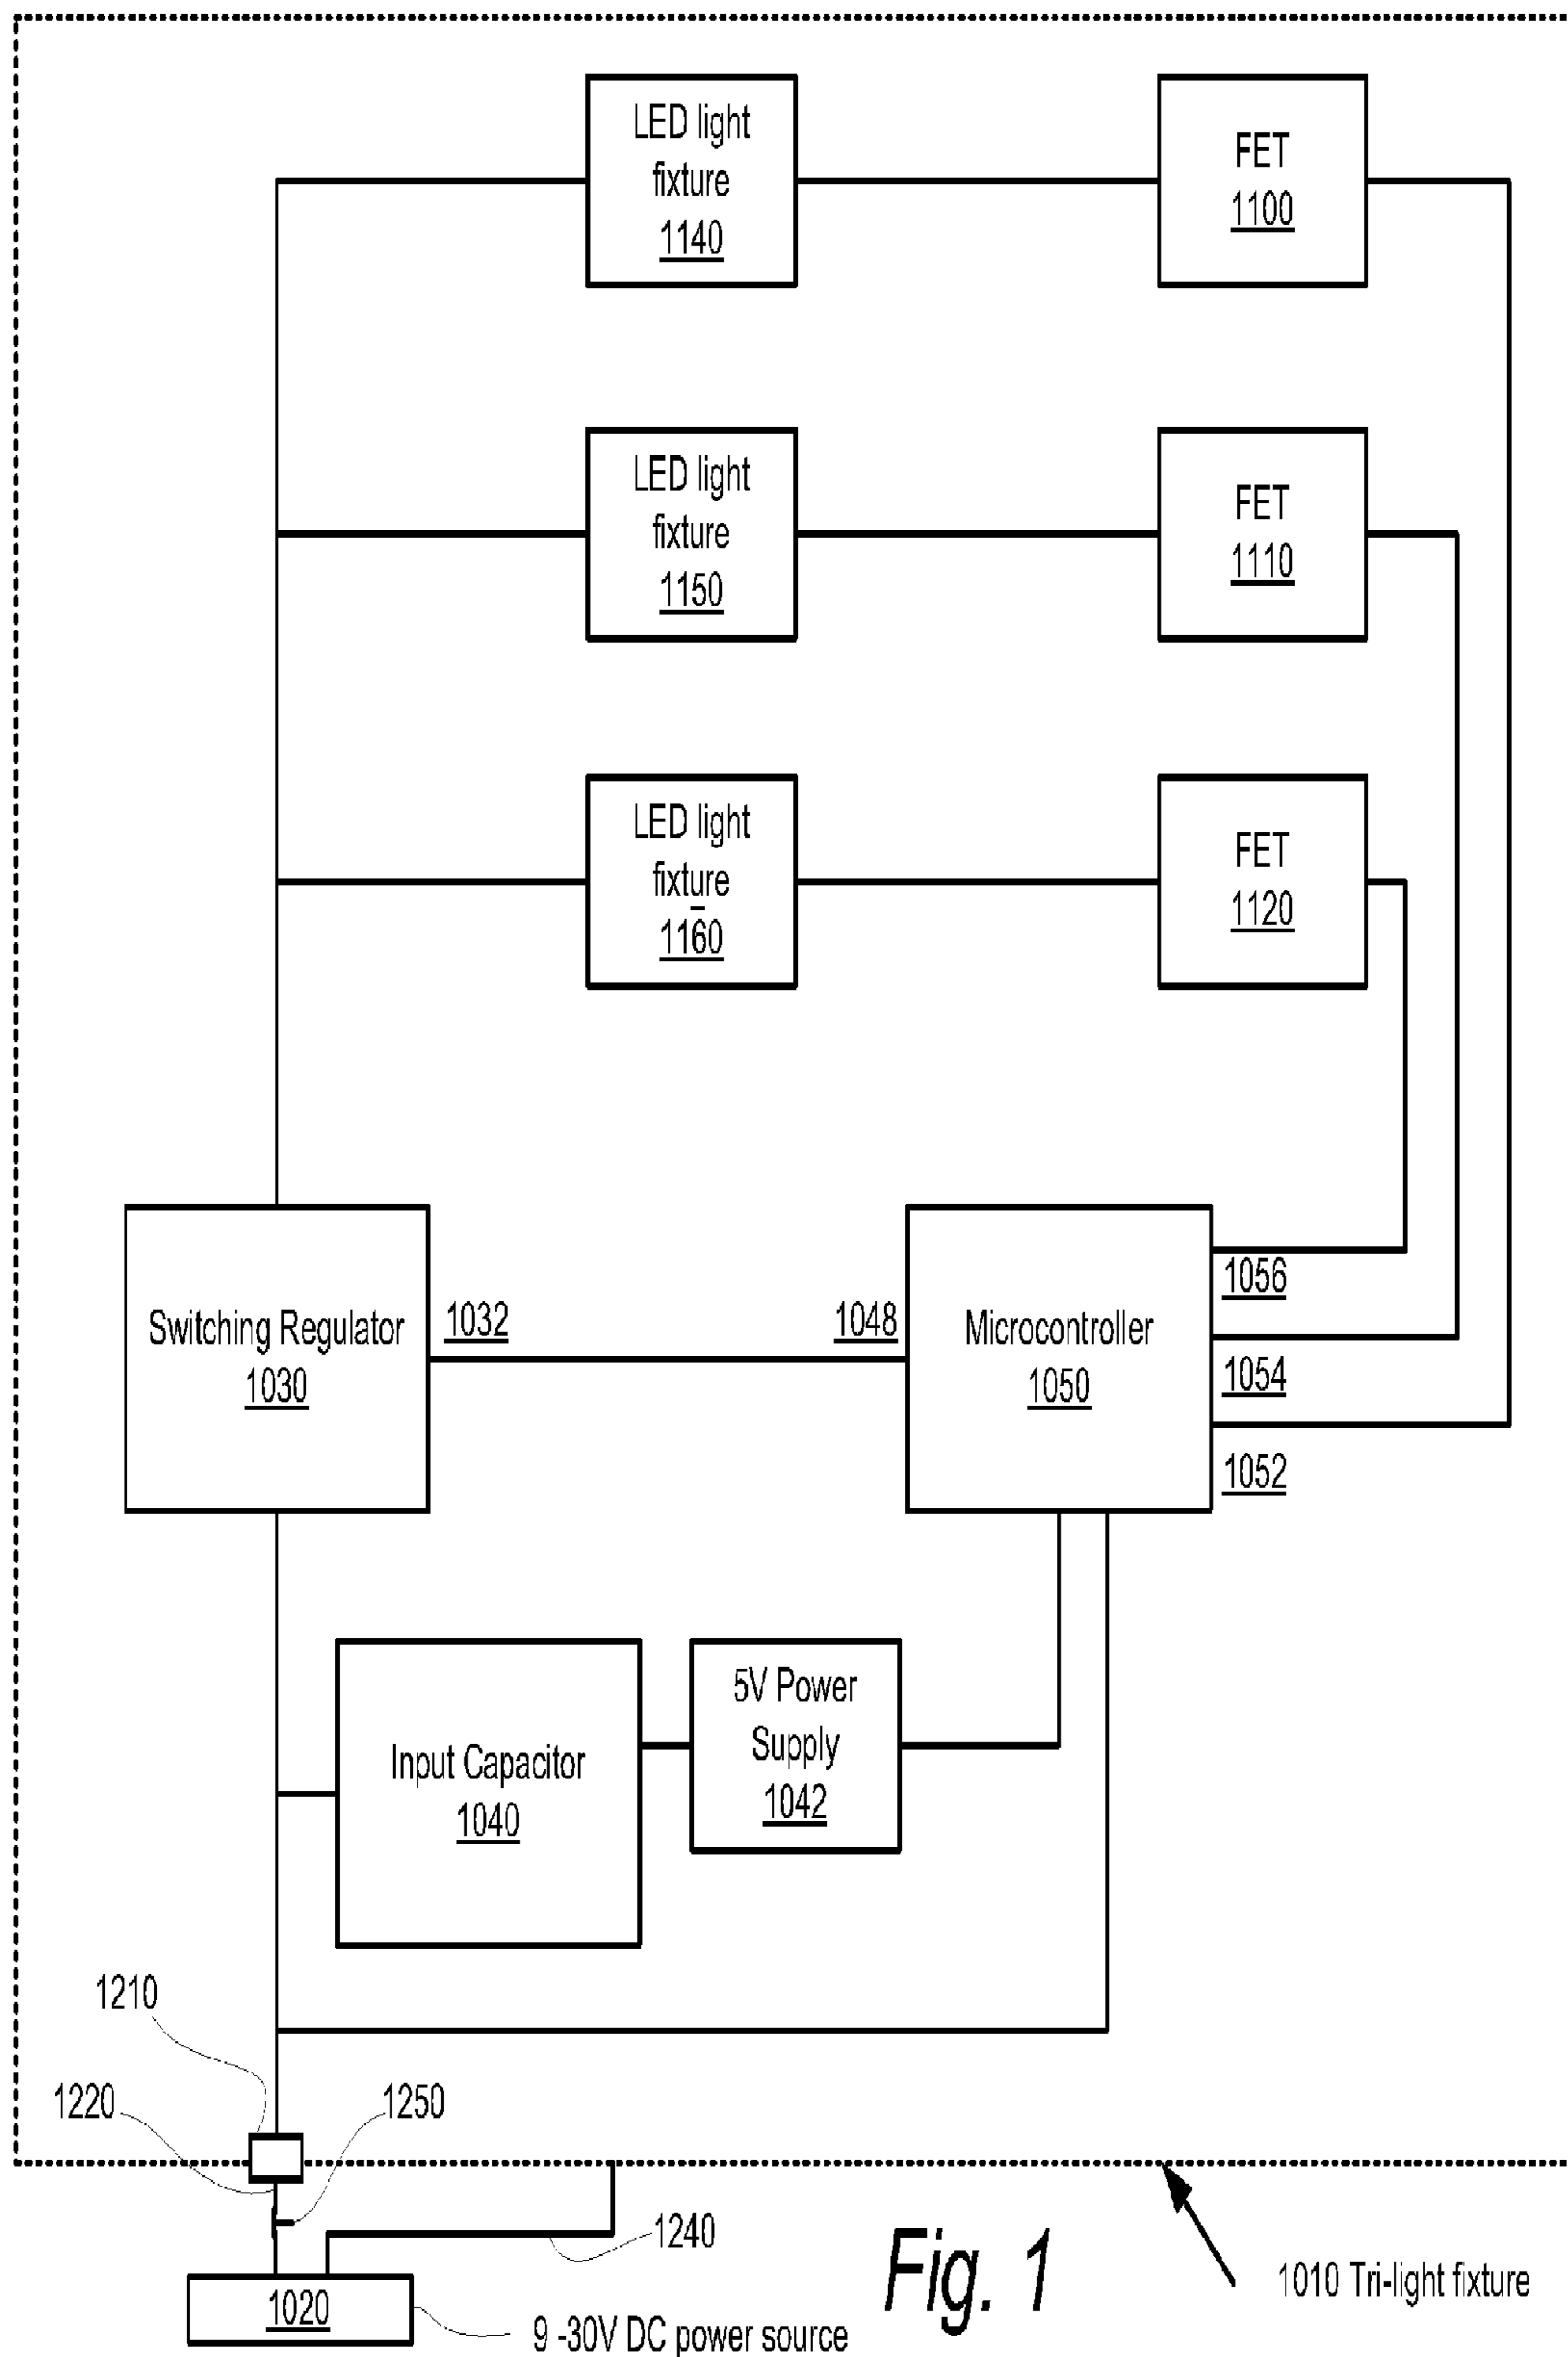 LED light
fixture
1140
FET
1100
LED light
fixture
1150
FET
1110
LED light
fixture
1160
FET
1120
Switching Regulator
1030
1032
1048
Microcontroller
1050
1056
1054
1052
Input Capacitor
1040
5V Power
Supply
1042
1210
1220
1250
1240
1020
9 -30V DC power source
Fig. 1
1010 Tri-light fixture